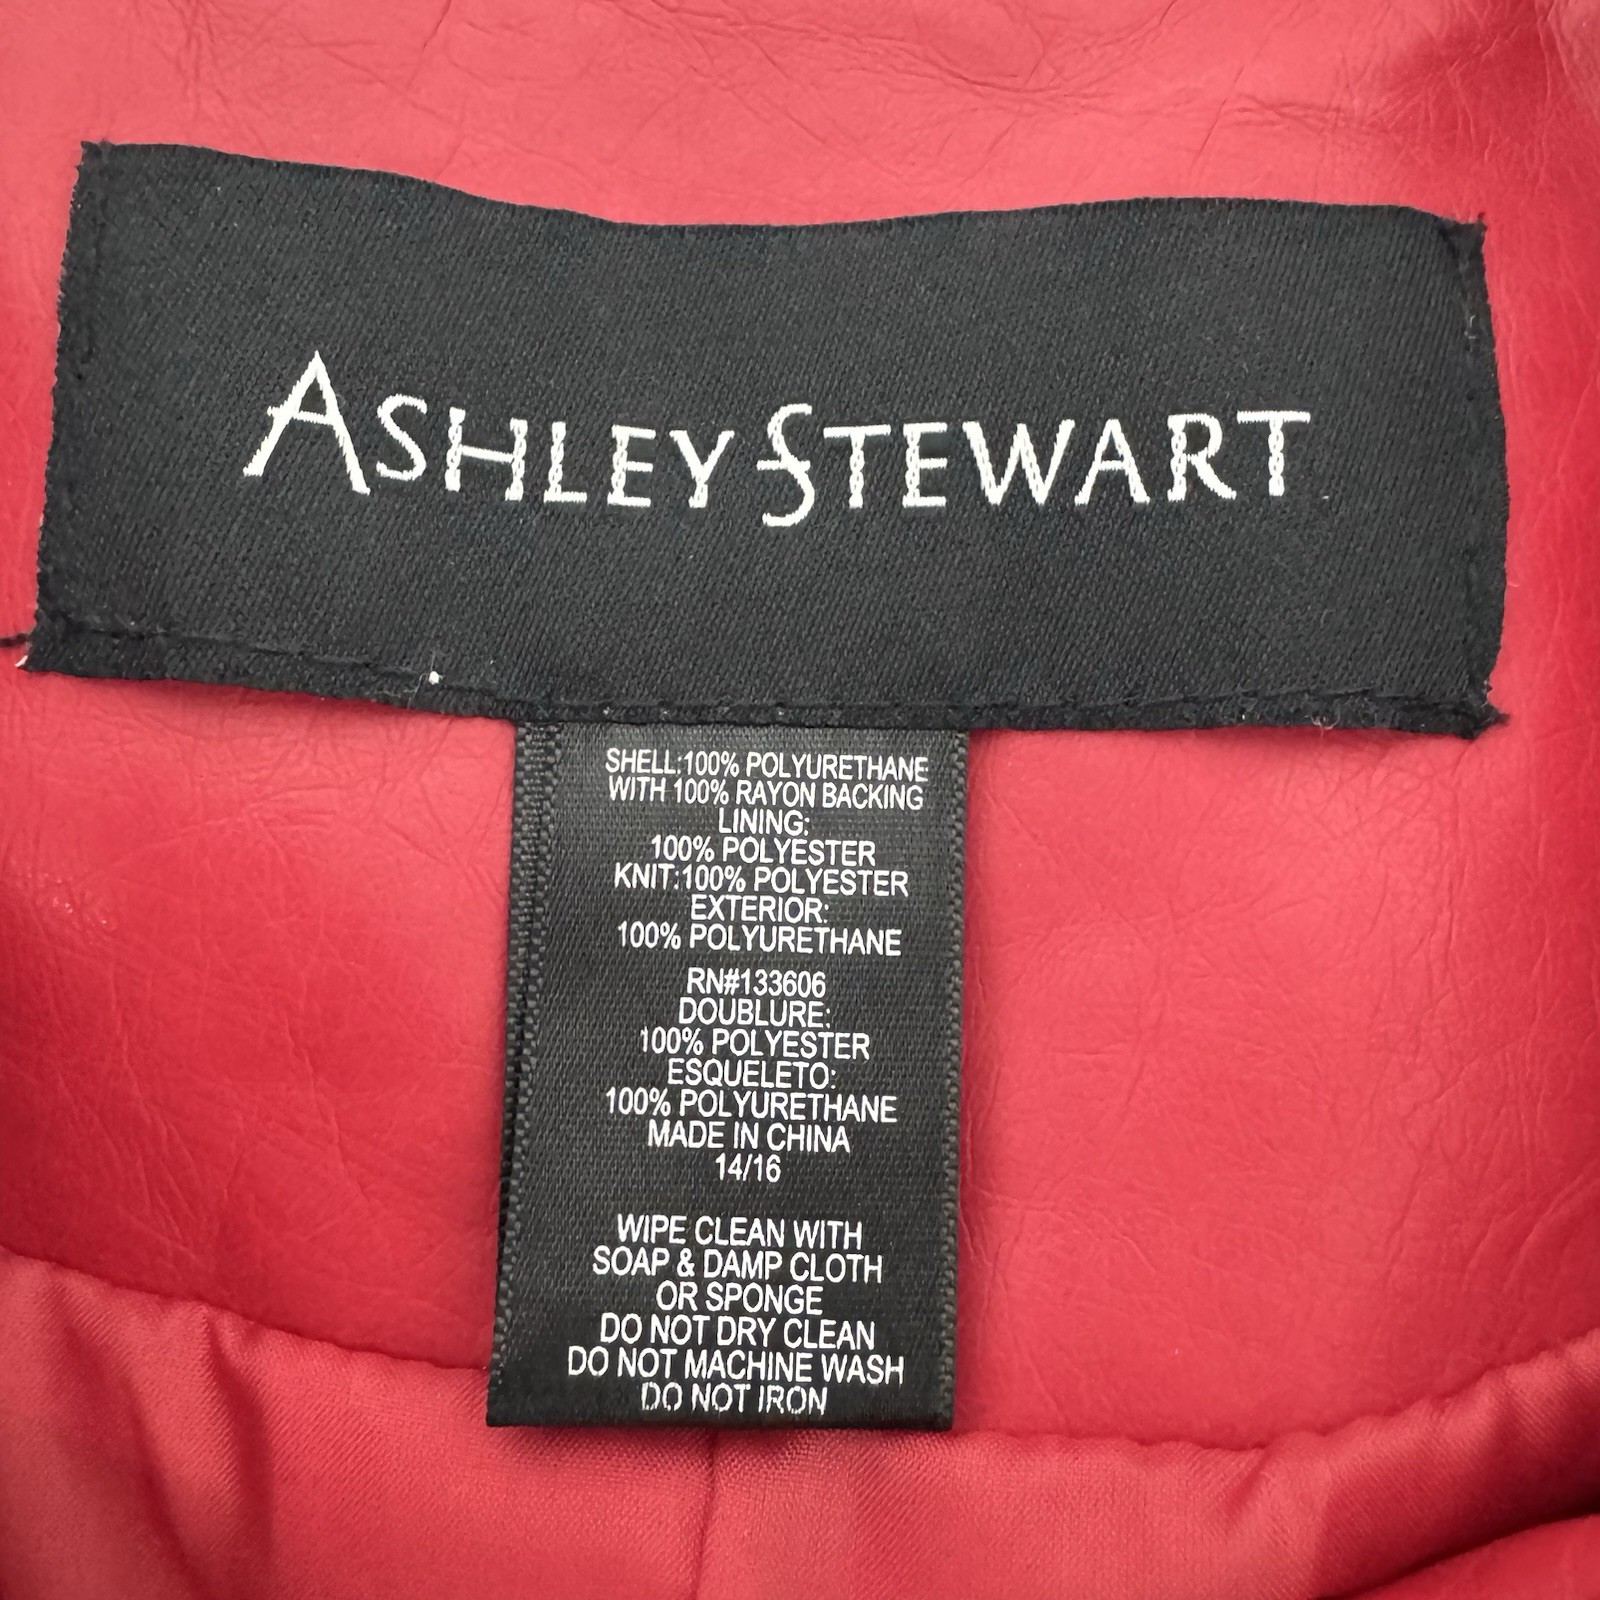 ASHLEY STEWART
SHELL:100% POLYURETHANE
WITH 100% RAYON BACKING
LINING:
100% POLYESTER
KNIT:100% POLYESTER
EXTERIOR:
100% POLYURETHANE
RN#133606
DOUBLURE:
100% POLYESTER
ESQUELETO:
100% POLYURETHANE
MADE IN CHINA
14/16
WIPE CLEAN WITH
SOAP & DAMP CLOTH
OR SPONGE
DO NOT DRY CLEAN
DO NOT MACHINE WASH
DO NOT IRON